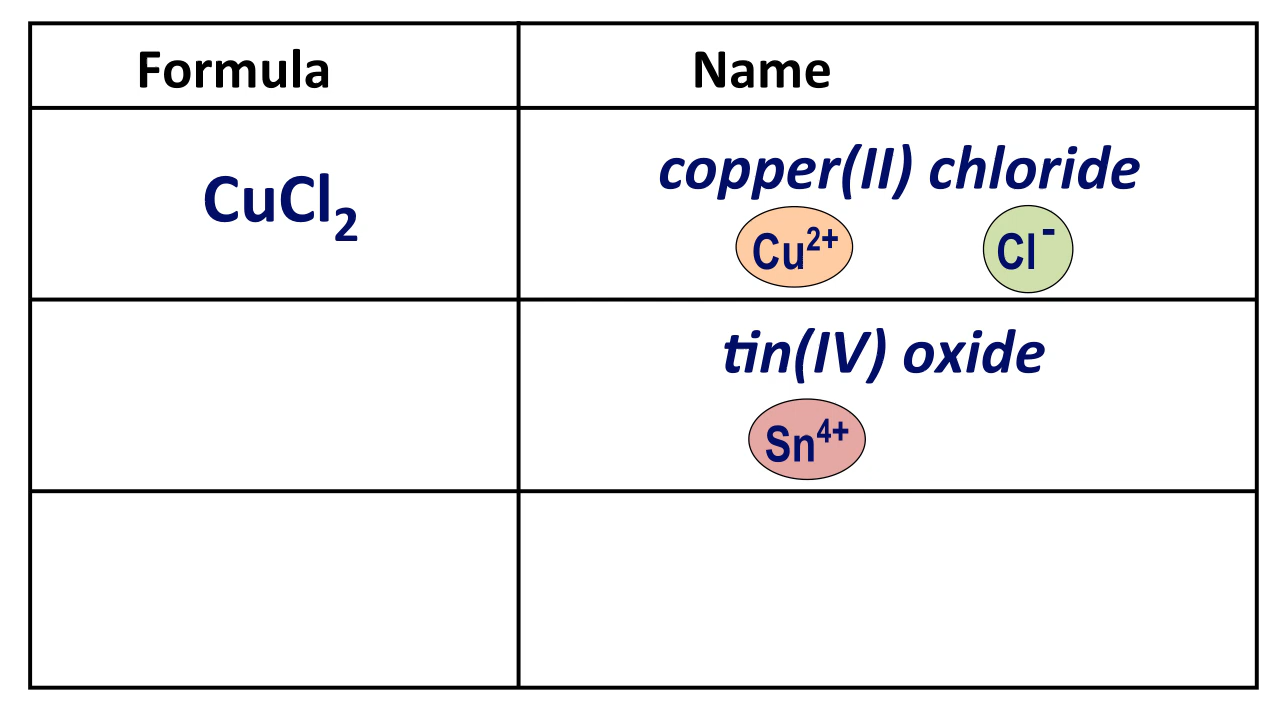 Formula Name
CuCl₂ copper(II) chloride
Cu²⁺ Cl⁻
tin(IV) oxide
Sn⁴⁺